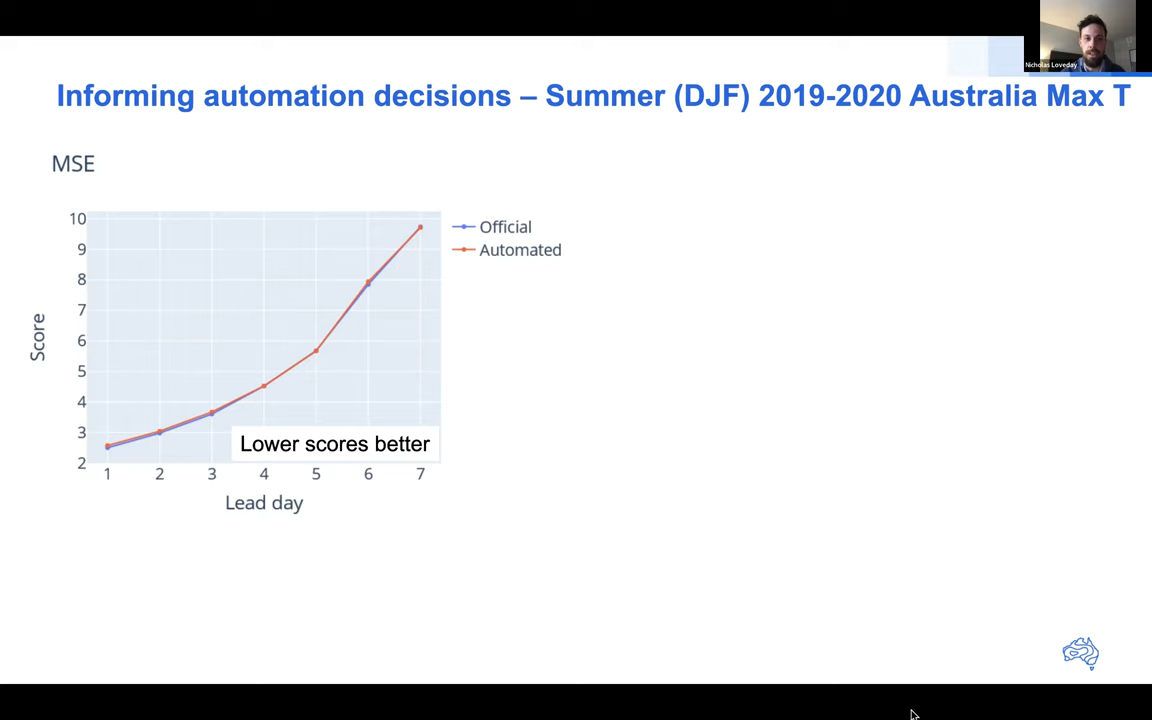 Nicholas Loveday
Informing automation decisions – Summer (DJF) 2019-2020 Australia Max T
MSE
Official
Automated
10
9
8
7
6
5
4
3
2
Score
Lower scores better
1 2 3 4 5 6 7
Lead day